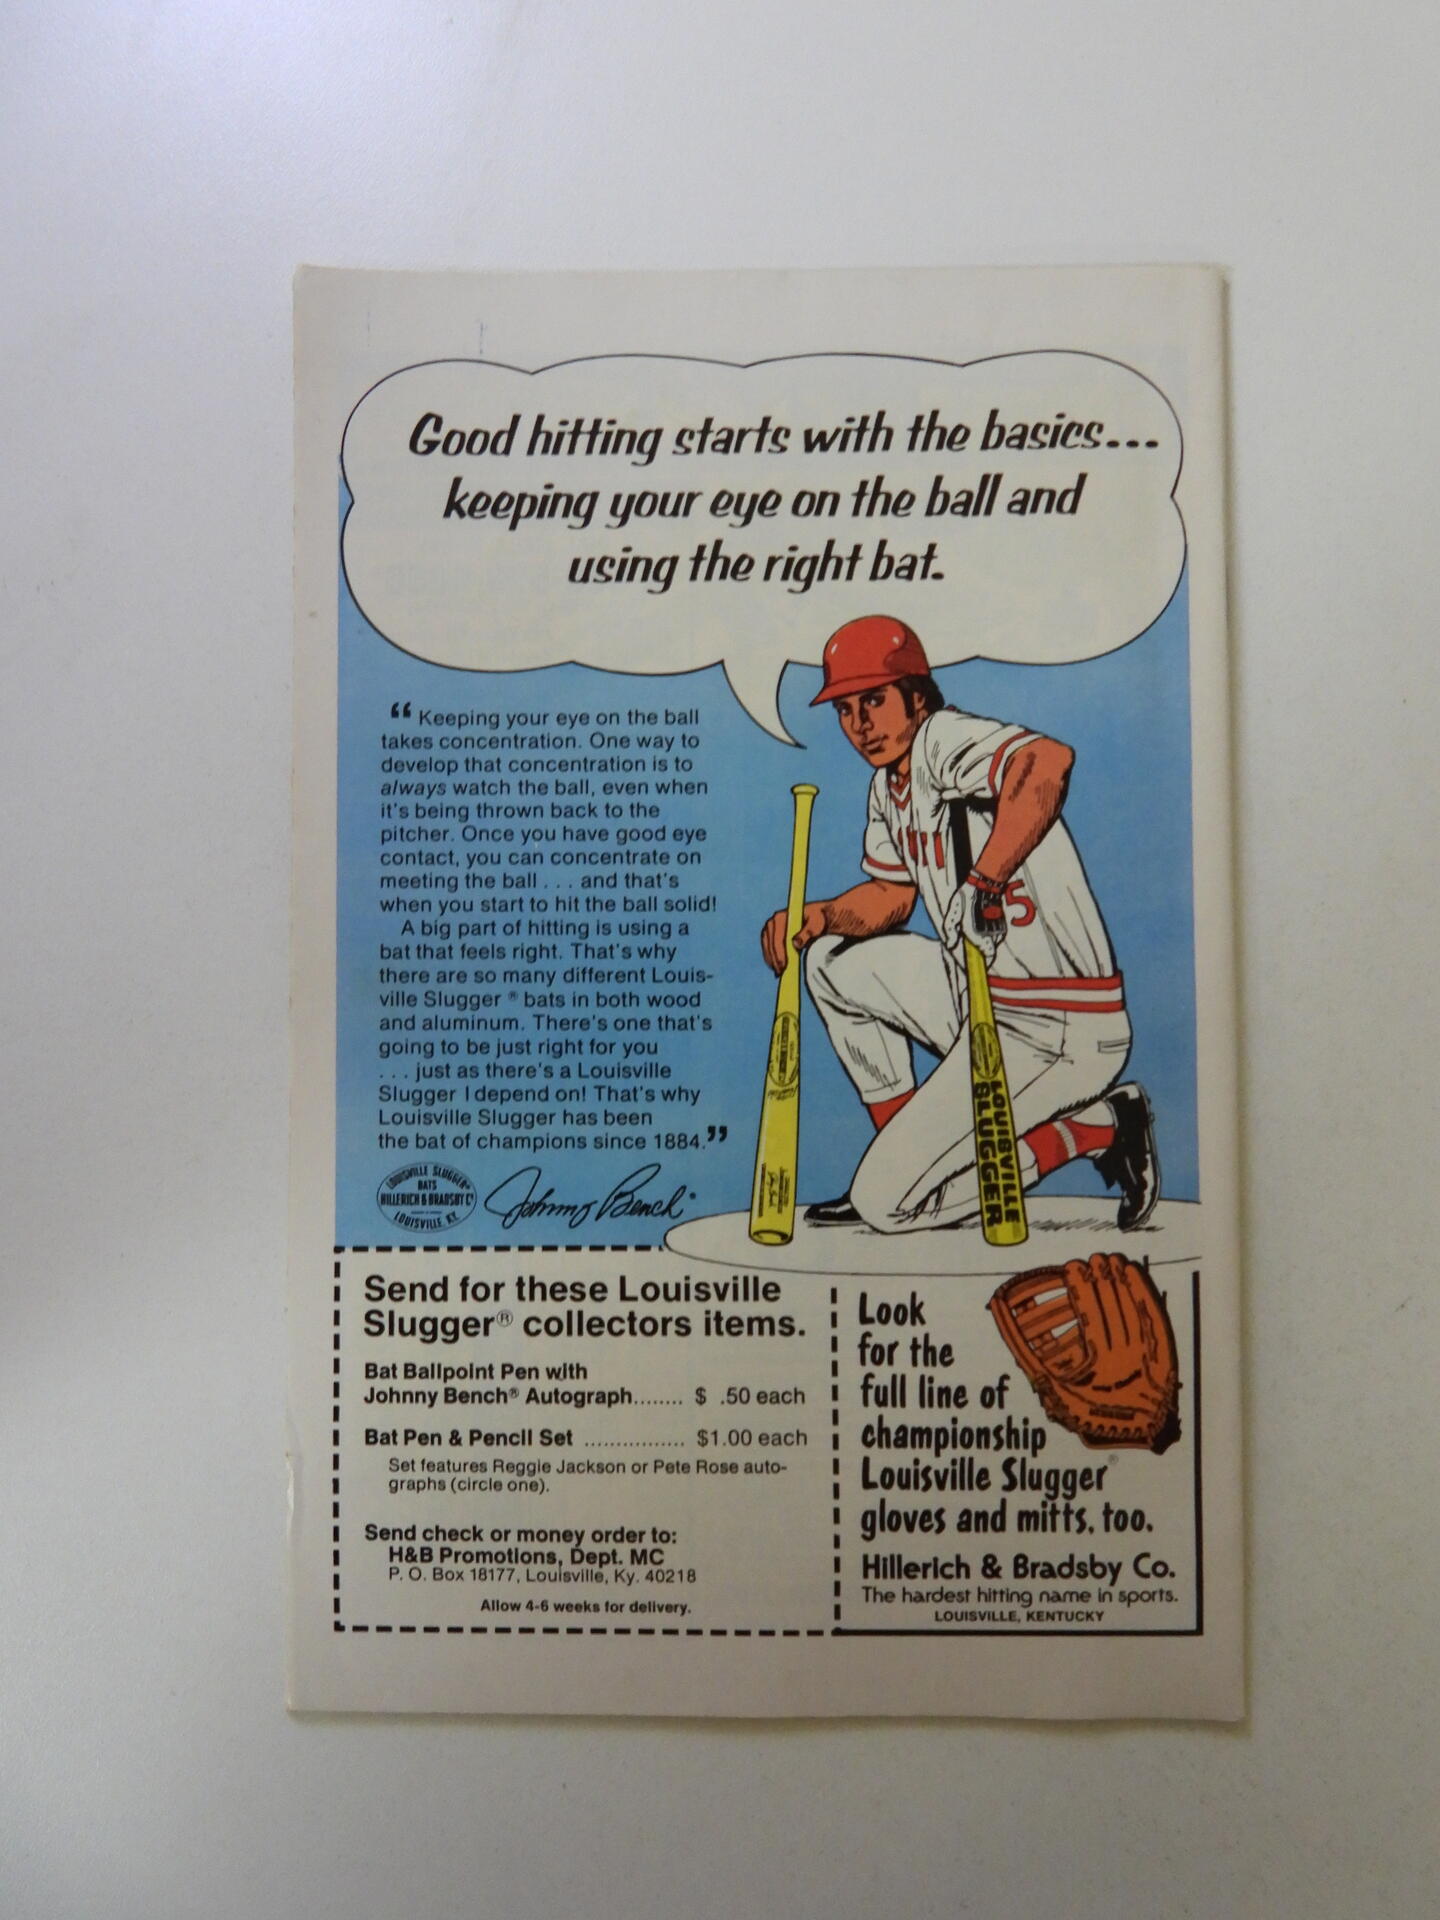 Good hitting starts with the basics...
keeping your eye on the ball and
using the right bat.
“ Keeping your eye on the ball
takes concentration. One way to
develop that concentration is to
always watch the ball, even when
it's being thrown back to the
pitcher. Once you have good eye
contact, you can concentrate on
meeting the ball . . . and that's
when you start to hit the ball solid!
A big part of hitting is using a
bat that feels right. That's why
there are so many different Louis-
ville Slugger ® bats in both wood
and aluminum. There's one that's
going to be just right for you
. . . just as there's a Louisville
Slugger I depend on! That's why
Louisville Slugger has been
the bat of champions since 1884.”
LOUISVILLE SLUGGER
BATS
HILLERICH & BRADSBY Co
LOUISVILLE, KY.
Johnny Bench
5
LOUISVILLE
SLUGGER
Send for these Louisville
Slugger® collectors items.
Bat Ballpoint Pen with
Johnny Bench® Autograph........ $ .50 each
Bat Pen & Pencil Set ................ $1.00 each
Set features Reggie Jackson or Pete Rose auto-
graphs (circle one).
Send check or money order to:
H&B Promotions, Dept. MC
P. O. Box 18177, Louisville, Ky. 40218
Allow 4-6 weeks for delivery.
Look
for the
full line of
championship
Louisville Slugger®
gloves and mitts, too.
Hillerich & Bradsby Co.
The hardest hitting name in sports.
LOUISVILLE, KENTUCKY